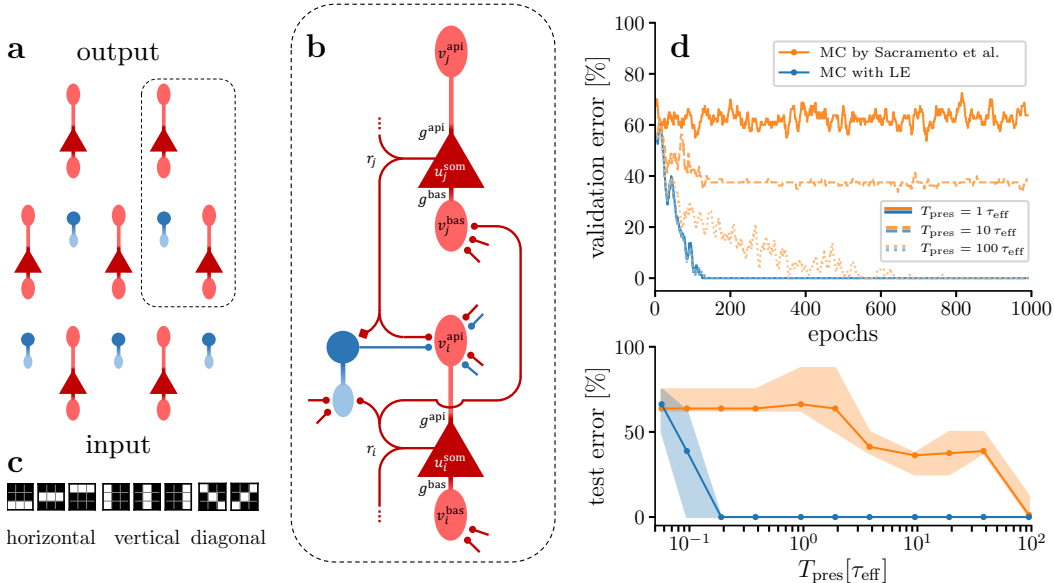 a
output
input
c
horizontal vertical diagonal
b
v_j^api
g^api
r_j
u_j^som
g^bas
v_j^bas
v_i^api
g^api
r_i
u_i^som
g^bas
v_i^bas
d
validation error [%]
100
80
60
40
20
0
MC by Sacramento et al.
MC with LE
T_pres = 1 τ_eff
T_pres = 10 τ_eff
T_pres = 100 τ_eff
0 200 400 600 800 1000
epochs
test error [%]
100
50
0
10^−1 10^0 10^1 10^2
T_pres[τ_eff]